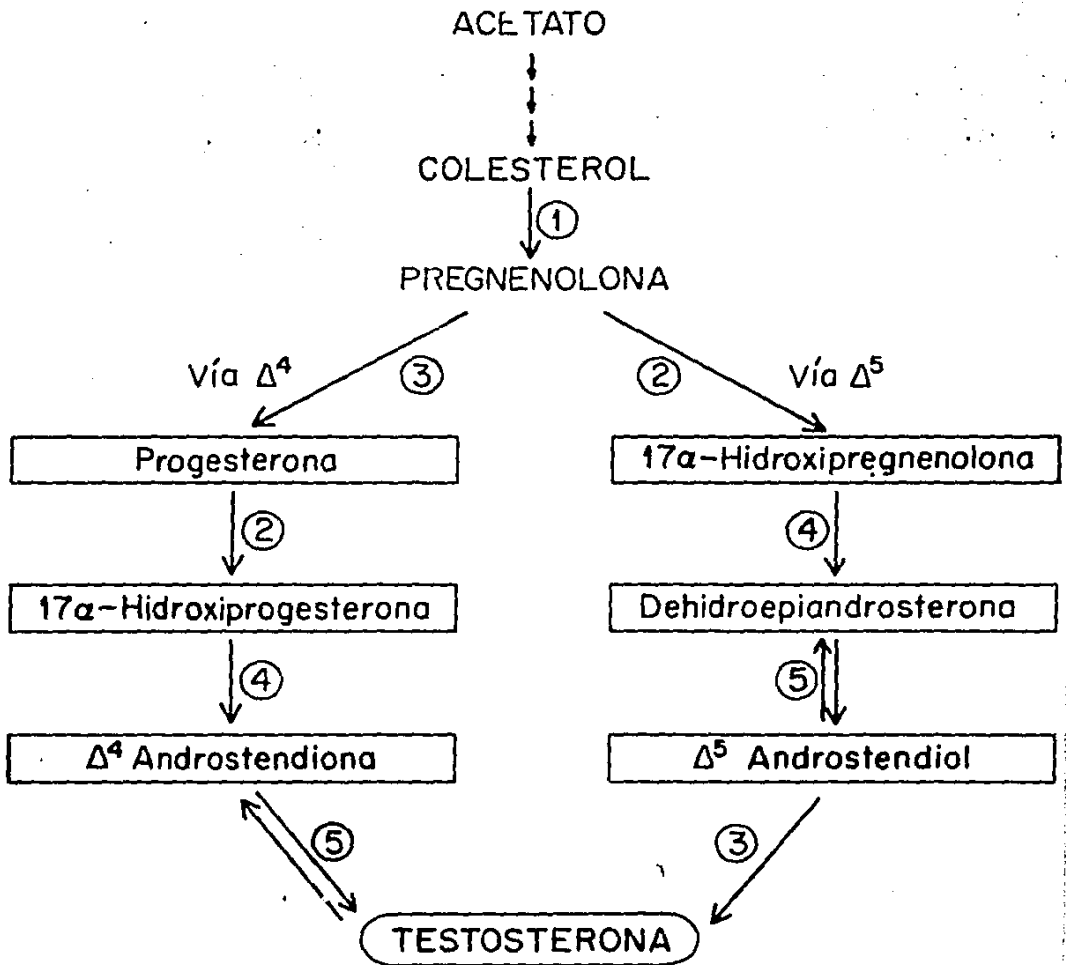 ACETATO
COLESTEROL
①
PREGNENOLONA
Vía Δ⁴
③
②
Vía Δ⁵
Progesterona
17α-Hidroxipregnenolona
②
④
17α-Hidroxiprogesterona
Dehidroepiandrosterona
④
⑤
Δ⁴ Androstendiona
Δ⁵ Androstendiol
⑤
③
TESTOSTERONA